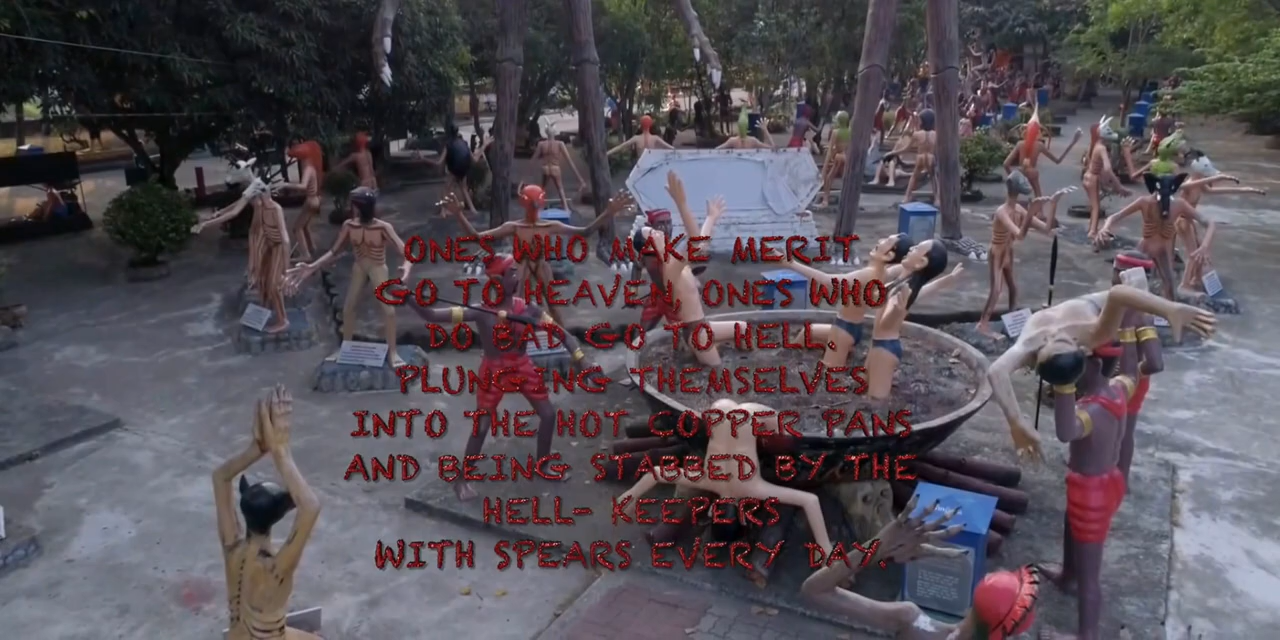 ONES WHO MAKE MERIT
GO TO HEAVEN, ONES WHO
DO BAD GO TO HELL.
PLUNGING THEMSELVES
INTO THE HOT COPPER PANS
AND BEING STABBED BY THE
HELL- KEEPERS
WITH SPEARS EVERY DAY.